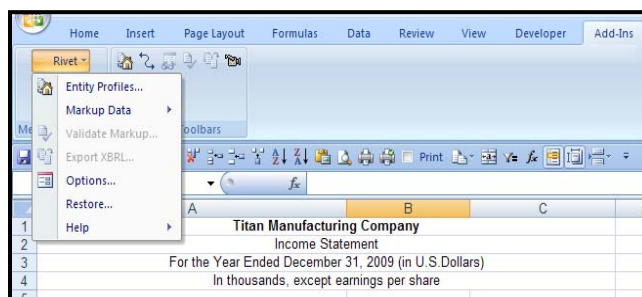 Home Insert Page Layout Formulas Data Review View Developer Add-Ins
Rivet
Entity Profiles...
Markup Data
Validate Markup...
Export XBRL...
Options...
Restore...
Help
Me
oolbars
Print
fx
A B C
1 Titan Manufacturing Company
2 Income Statement
3 For the Year Ended December 31, 2009 (in U.S.Dollars)
4 In thousands, except earnings per share